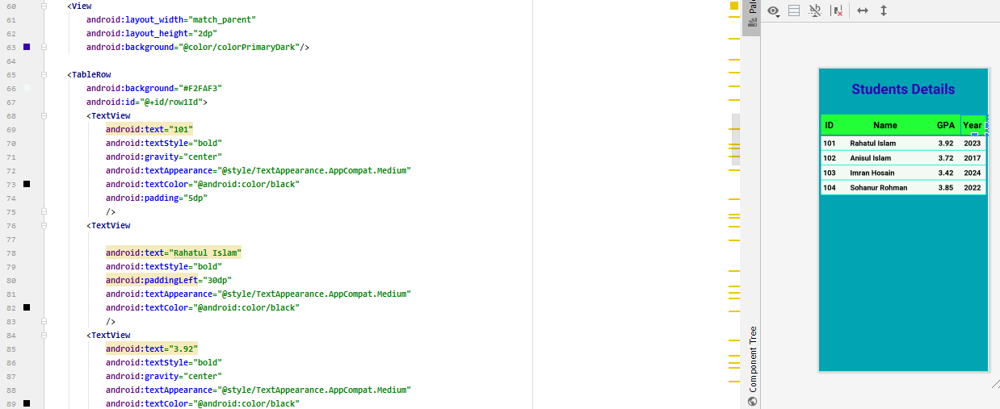 60 <View
61 android:layout_width="match_parent"
62 android:layout_height="2dp"
63 android:background="@color/colorPrimaryDark"/>
64
65 <TableRow
66 android:background="#F2FAF3"
67 android:id="@+id/row1Id">
68 <TextView
69 android:text="101"
70 android:textStyle="bold"
71 android:gravity="center"
72 android:textAppearance="@style/TextAppearance.AppCompat.Medium"
73 android:textColor="@android:color/black"
74 android:padding="5dp"
75 />
76 <TextView
77
78 android:text="Rahatul Islam"
79 android:textStyle="bold"
80 android:paddingLeft="30dp"
81 android:textAppearance="@style/TextAppearance.AppCompat.Medium"
82 android:textColor="@android:color/black"
83 />
84 <TextView
85 android:text="3.92"
86 android:textStyle="bold"
87 android:gravity="center"
88 android:textAppearance="@style/TextAppearance.AppCompat.Medium"
89 android:textColor="@android:color/black"
Pale
Component Tree
ab
Students Details
ID Name GPA Year
101 Rahatul Islam 3.92 2023
102 Anisul Islam 3.72 2017
103 Imran Hosain 3.42 2024
104 Sohanur Rohman 3.85 2022